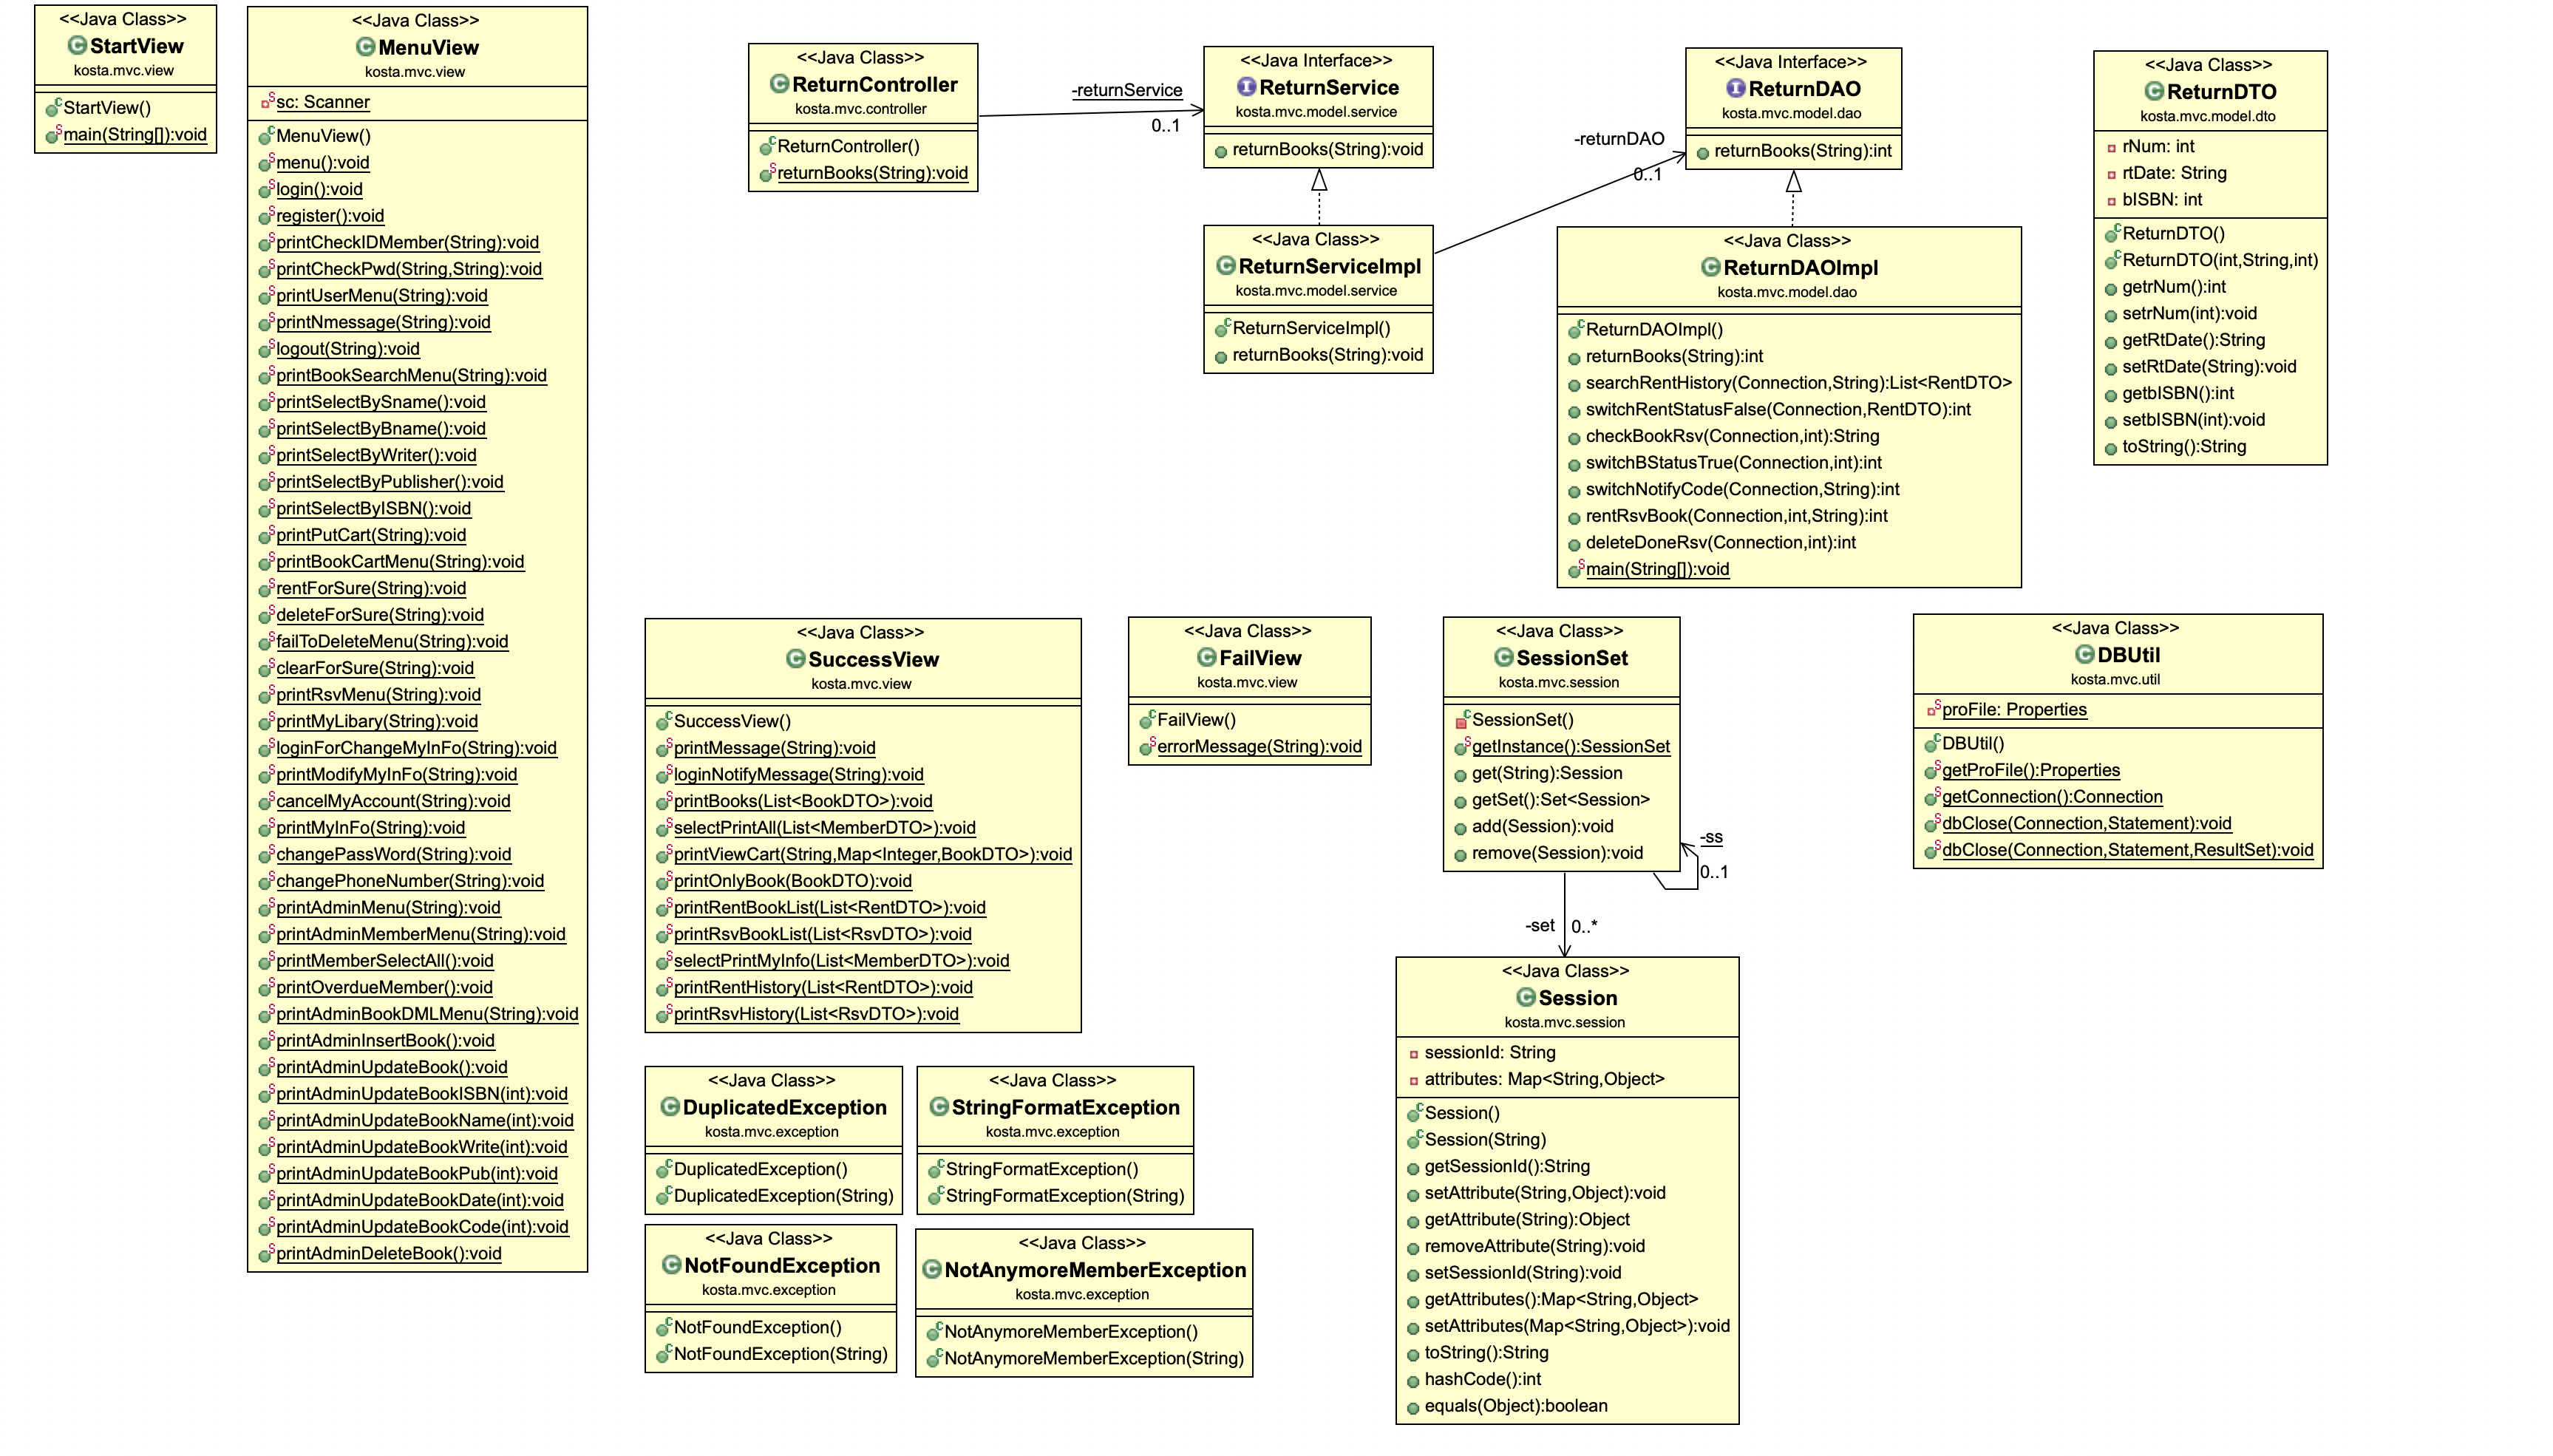 <<Java Class>>
StartView
kosta.mvc.view
StartView()
main(String[]):void
<<Java Class>>
MenuView
kosta.mvc.view
sc: Scanner
MenuView()
menu():void
login():void
register():void
printCheckIDMember(String):void
printCheckPwd(String,String):void
printUserMenu(String):void
printNmessage(String):void
logout(String):void
printBookSearchMenu(String):void
printSelectBySname():void
printSelectByBname():void
printSelectByWriter():void
printSelectByPublisher():void
printSelectByISBN():void
printPutCart(String):void
printBookCartMenu(String):void
rentForSure(String):void
deleteForSure(String):void
failToDeleteMenu(String):void
clearForSure(String):void
printRsvMenu(String):void
printMyLibary(String):void
loginForChangeMyInFo(String):void
printModifyMyInFo(String):void
cancelMyAccount(String):void
printMyInFo(String):void
changePassWord(String):void
changePhoneNumber(String):void
printAdminMenu(String):void
printAdminMemberMenu(String):void
printMemberSelectAll():void
printOverdueMember():void
printAdminBookDMLMenu(String):void
printAdminInsertBook():void
printAdminUpdateBook():void
printAdminUpdateBookISBN(int):void
printAdminUpdateBookName(int):void
printAdminUpdateBookWrite(int):void
printAdminUpdateBookPub(int):void
printAdminUpdateBookDate(int):void
printAdminUpdateBookCode(int):void
printAdminDeleteBook():void
<<Java Class>>
ReturnController
kosta.mvc.controller
ReturnController()
returnBooks(String):void
-returnService
0..1
<<Java Interface>>
ReturnService
kosta.mvc.model.service
returnBooks(String):void
<<Java Class>>
ReturnServiceImpl
kosta.mvc.model.service
ReturnServiceImpl()
returnBooks(String):void
-returnDAO
0..1
<<Java Interface>>
ReturnDAO
kosta.mvc.model.dao
returnBooks(String):int
<<Java Class>>
ReturnDAOImpl
kosta.mvc.model.dao
ReturnDAOImpl()
returnBooks(String):int
searchRentHistory(Connection,String):List<RentDTO>
switchRentStatusFalse(Connection,RentDTO):int
checkBookRsv(Connection,int):String
switchBStatusTrue(Connection,int):int
switchNotifyCode(Connection,String):int
rentRsvBook(Connection,int,String):int
deleteDoneRsv(Connection,int):int
main(String[]):void
<<Java Class>>
ReturnDTO
kosta.mvc.model.dto
rNum: int
rtDate: String
bISBN: int
ReturnDTO()
ReturnDTO(int,String,int)
getrNum():int
setrNum(int):void
getRtDate():String
setRtDate(String):void
getbISBN():int
setbISBN(int):void
toString():String
<<Java Class>>
SuccessView
kosta.mvc.view
SuccessView()
printMessage(String):void
loginNotifyMessage(String):void
printBooks(List<BookDTO>):void
selectPrintAll(List<MemberDTO>):void
printViewCart(String,Map<Integer,BookDTO>):void
printOnlyBook(BookDTO):void
printRentBookList(List<RentDTO>):void
printRsvBookList(List<RsvDTO>):void
selectPrintMyInfo(List<MemberDTO>):void
printRentHistory(List<RentDTO>):void
printRsvHistory(List<RsvDTO>):void
<<Java Class>>
FailView
kosta.mvc.view
FailView()
errorMessage(String):void
<<Java Class>>
SessionSet
kosta.mvc.session
SessionSet()
getInstance():SessionSet
get(String):Session
getSet():Set<Session>
add(Session):void
remove(Session):void
-ss
0..1
-set
0..*
<<Java Class>>
DBUtil
kosta.mvc.util
proFile: Properties
DBUtil()
getProFile():Properties
getConnection():Connection
dbClose(Connection,Statement):void
dbClose(Connection,Statement,ResultSet):void
<<Java Class>>
Session
kosta.mvc.session
sessionId: String
attributes: Map<String,Object>
Session()
Session(String)
getSessionId():String
setAttribute(String,Object):void
getAttribute(String):Object
removeAttribute(String):void
setSessionId(String):void
getAttributes():Map<String,Object>
setAttributes(Map<String,Object>):void
toString():String
hashCode():int
equals(Object):boolean
<<Java Class>>
DuplicatedException
kosta.mvc.exception
DuplicatedException()
DuplicatedException(String)
<<Java Class>>
StringFormatException
kosta.mvc.exception
StringFormatException()
StringFormatException(String)
<<Java Class>>
NotFoundException
kosta.mvc.exception
NotFoundException()
NotFoundException(String)
<<Java Class>>
NotAnymoreMemberException
kosta.mvc.exception
NotAnymoreMemberException()
NotAnymoreMemberException(String)